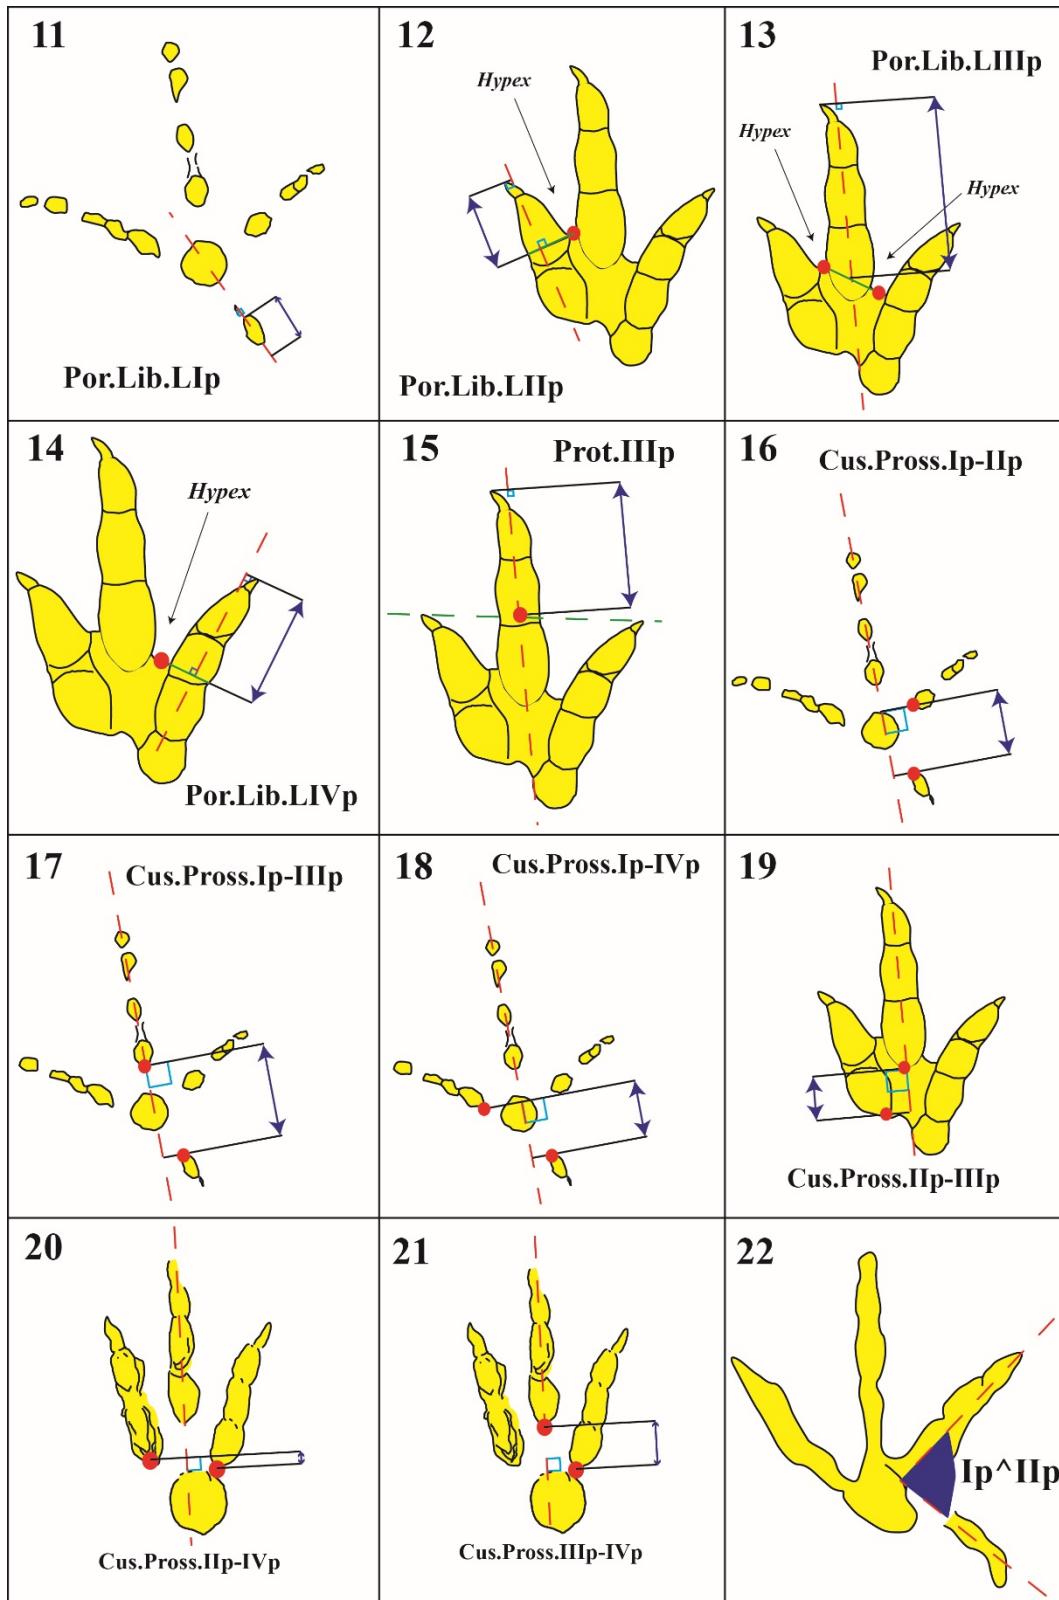 11
Por.Lib.LIp
12
Hypex
Por.Lib.LIIp
13
Por.Lib.LIIIp
Hypex
Hypex
14
Hypex
Por.Lib.LIVp
15
Prot.IIIp
16
Cus.Pross.Ip-IIp
17
Cus.Pross.Ip-IIIp
18
Cus.Pross.Ip-IVp
19
Cus.Pross.IIp-IIIp
20
Cus.Pross.IIp-IVp
21
Cus.Pross.IIIp-IVp
22
Ip^IIp